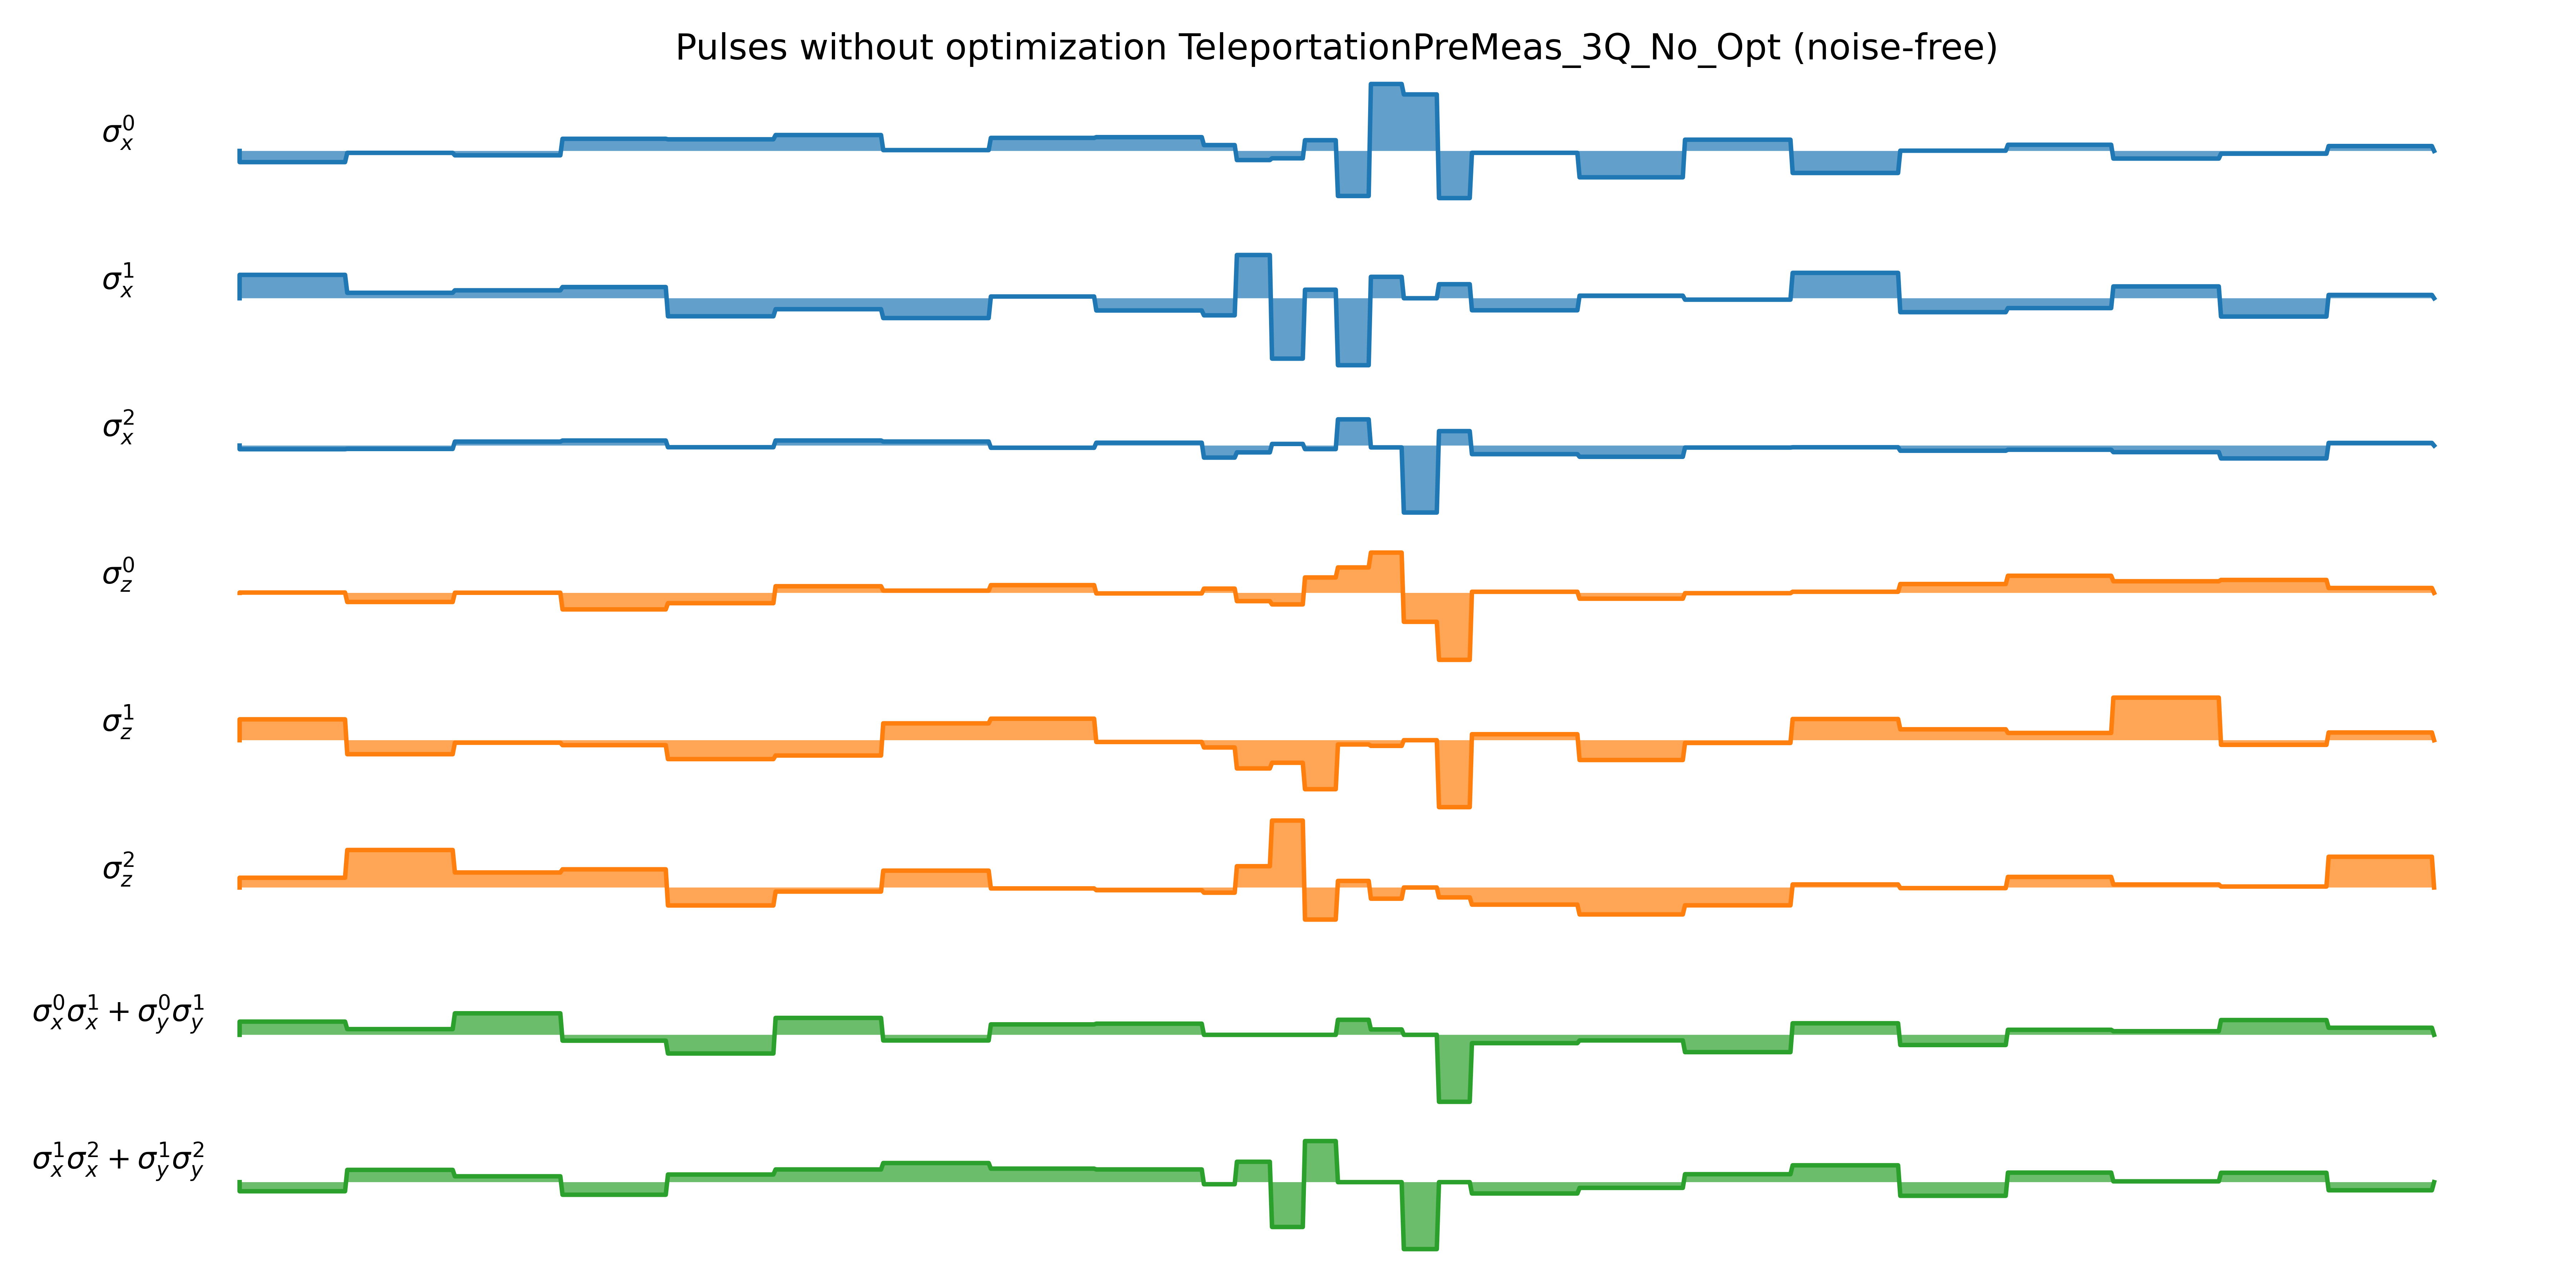 Pulses without optimization TeleportationPreMeas_3Q_No_Opt (noise-free)
σ_x^0
σ_x^1
σ_x^2
σ_z^0
σ_z^1
σ_z^2
σ_x^0σ_x^1 + σ_y^0σ_y^1
σ_x^1σ_x^2 + σ_y^1σ_y^2